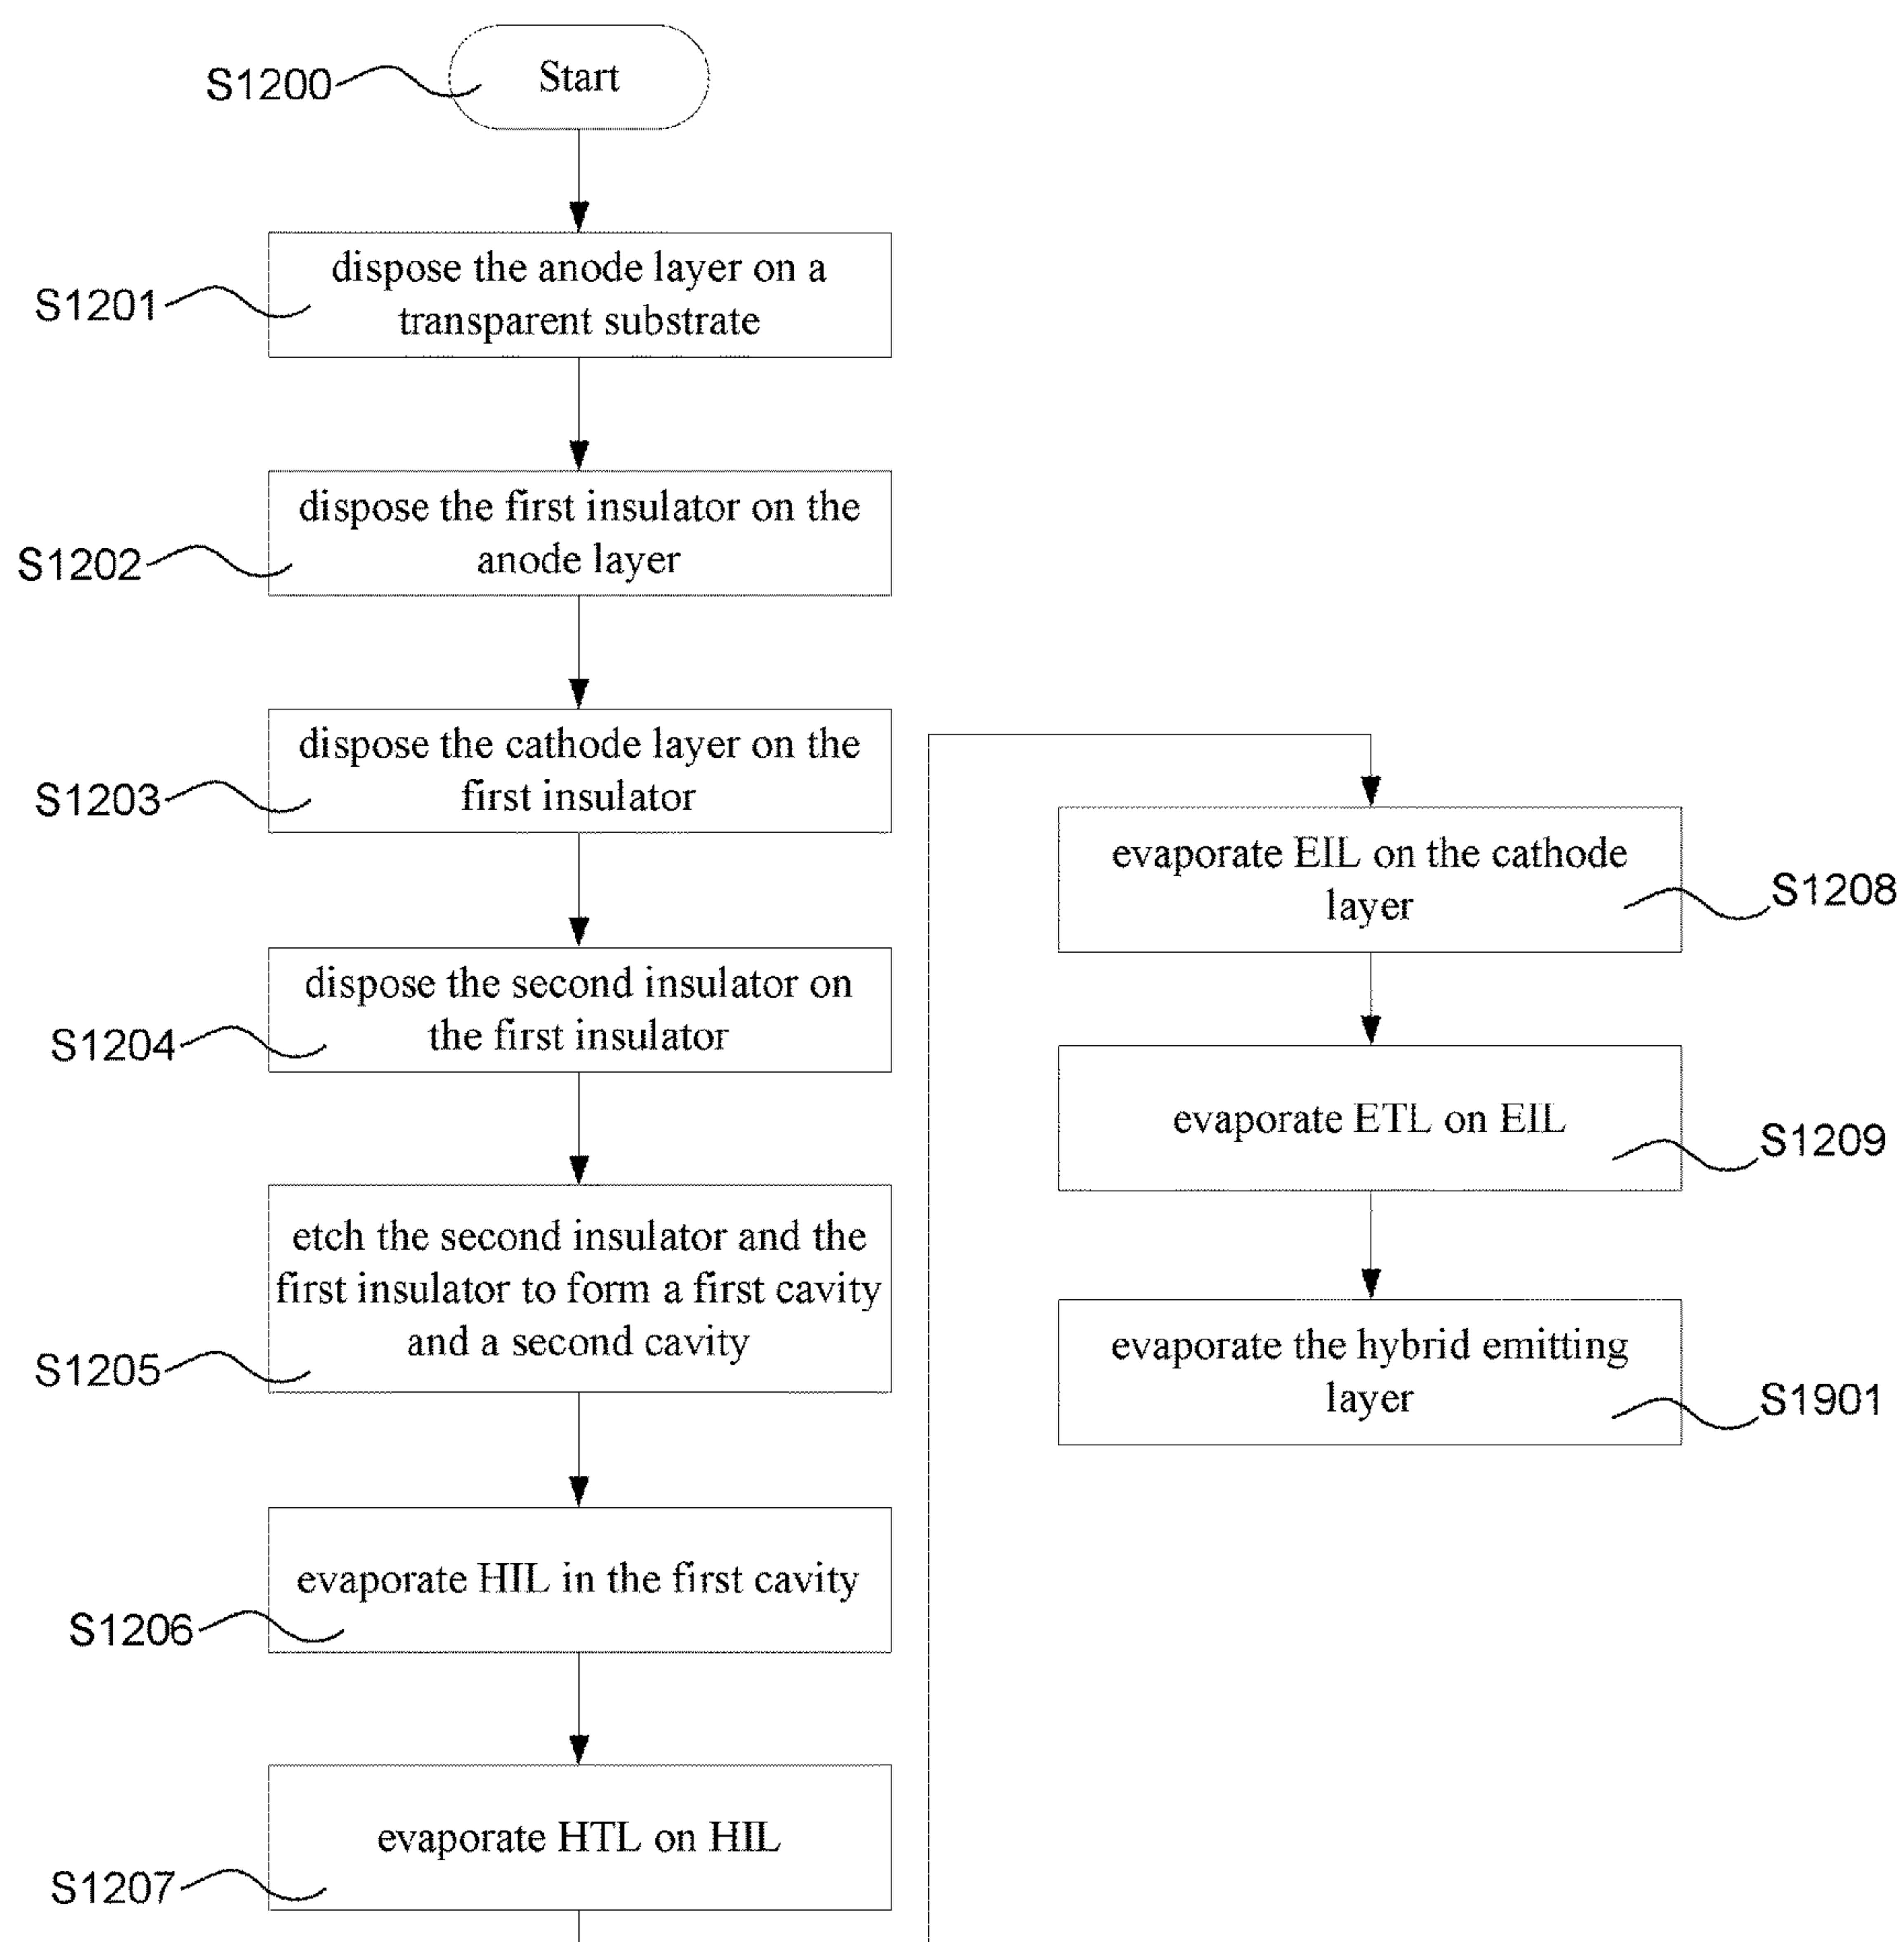 S1200
Start
S1201
dispose the anode layer on a
transparent substrate
S1202
dispose the first insulator on the
anode layer
S1203
dispose the cathode layer on the
first insulator
S1204
dispose the second insulator on
the first insulator
S1205
etch the second insulator and the
first insulator to form a first cavity
and a second cavity
S1206
evaporate HIL in the first cavity
S1207
evaporate HTL on HIL
evaporate EIL on the cathode
layer
S1208
evaporate ETL on EIL
S1209
evaporate the hybrid emitting
layer
S1901